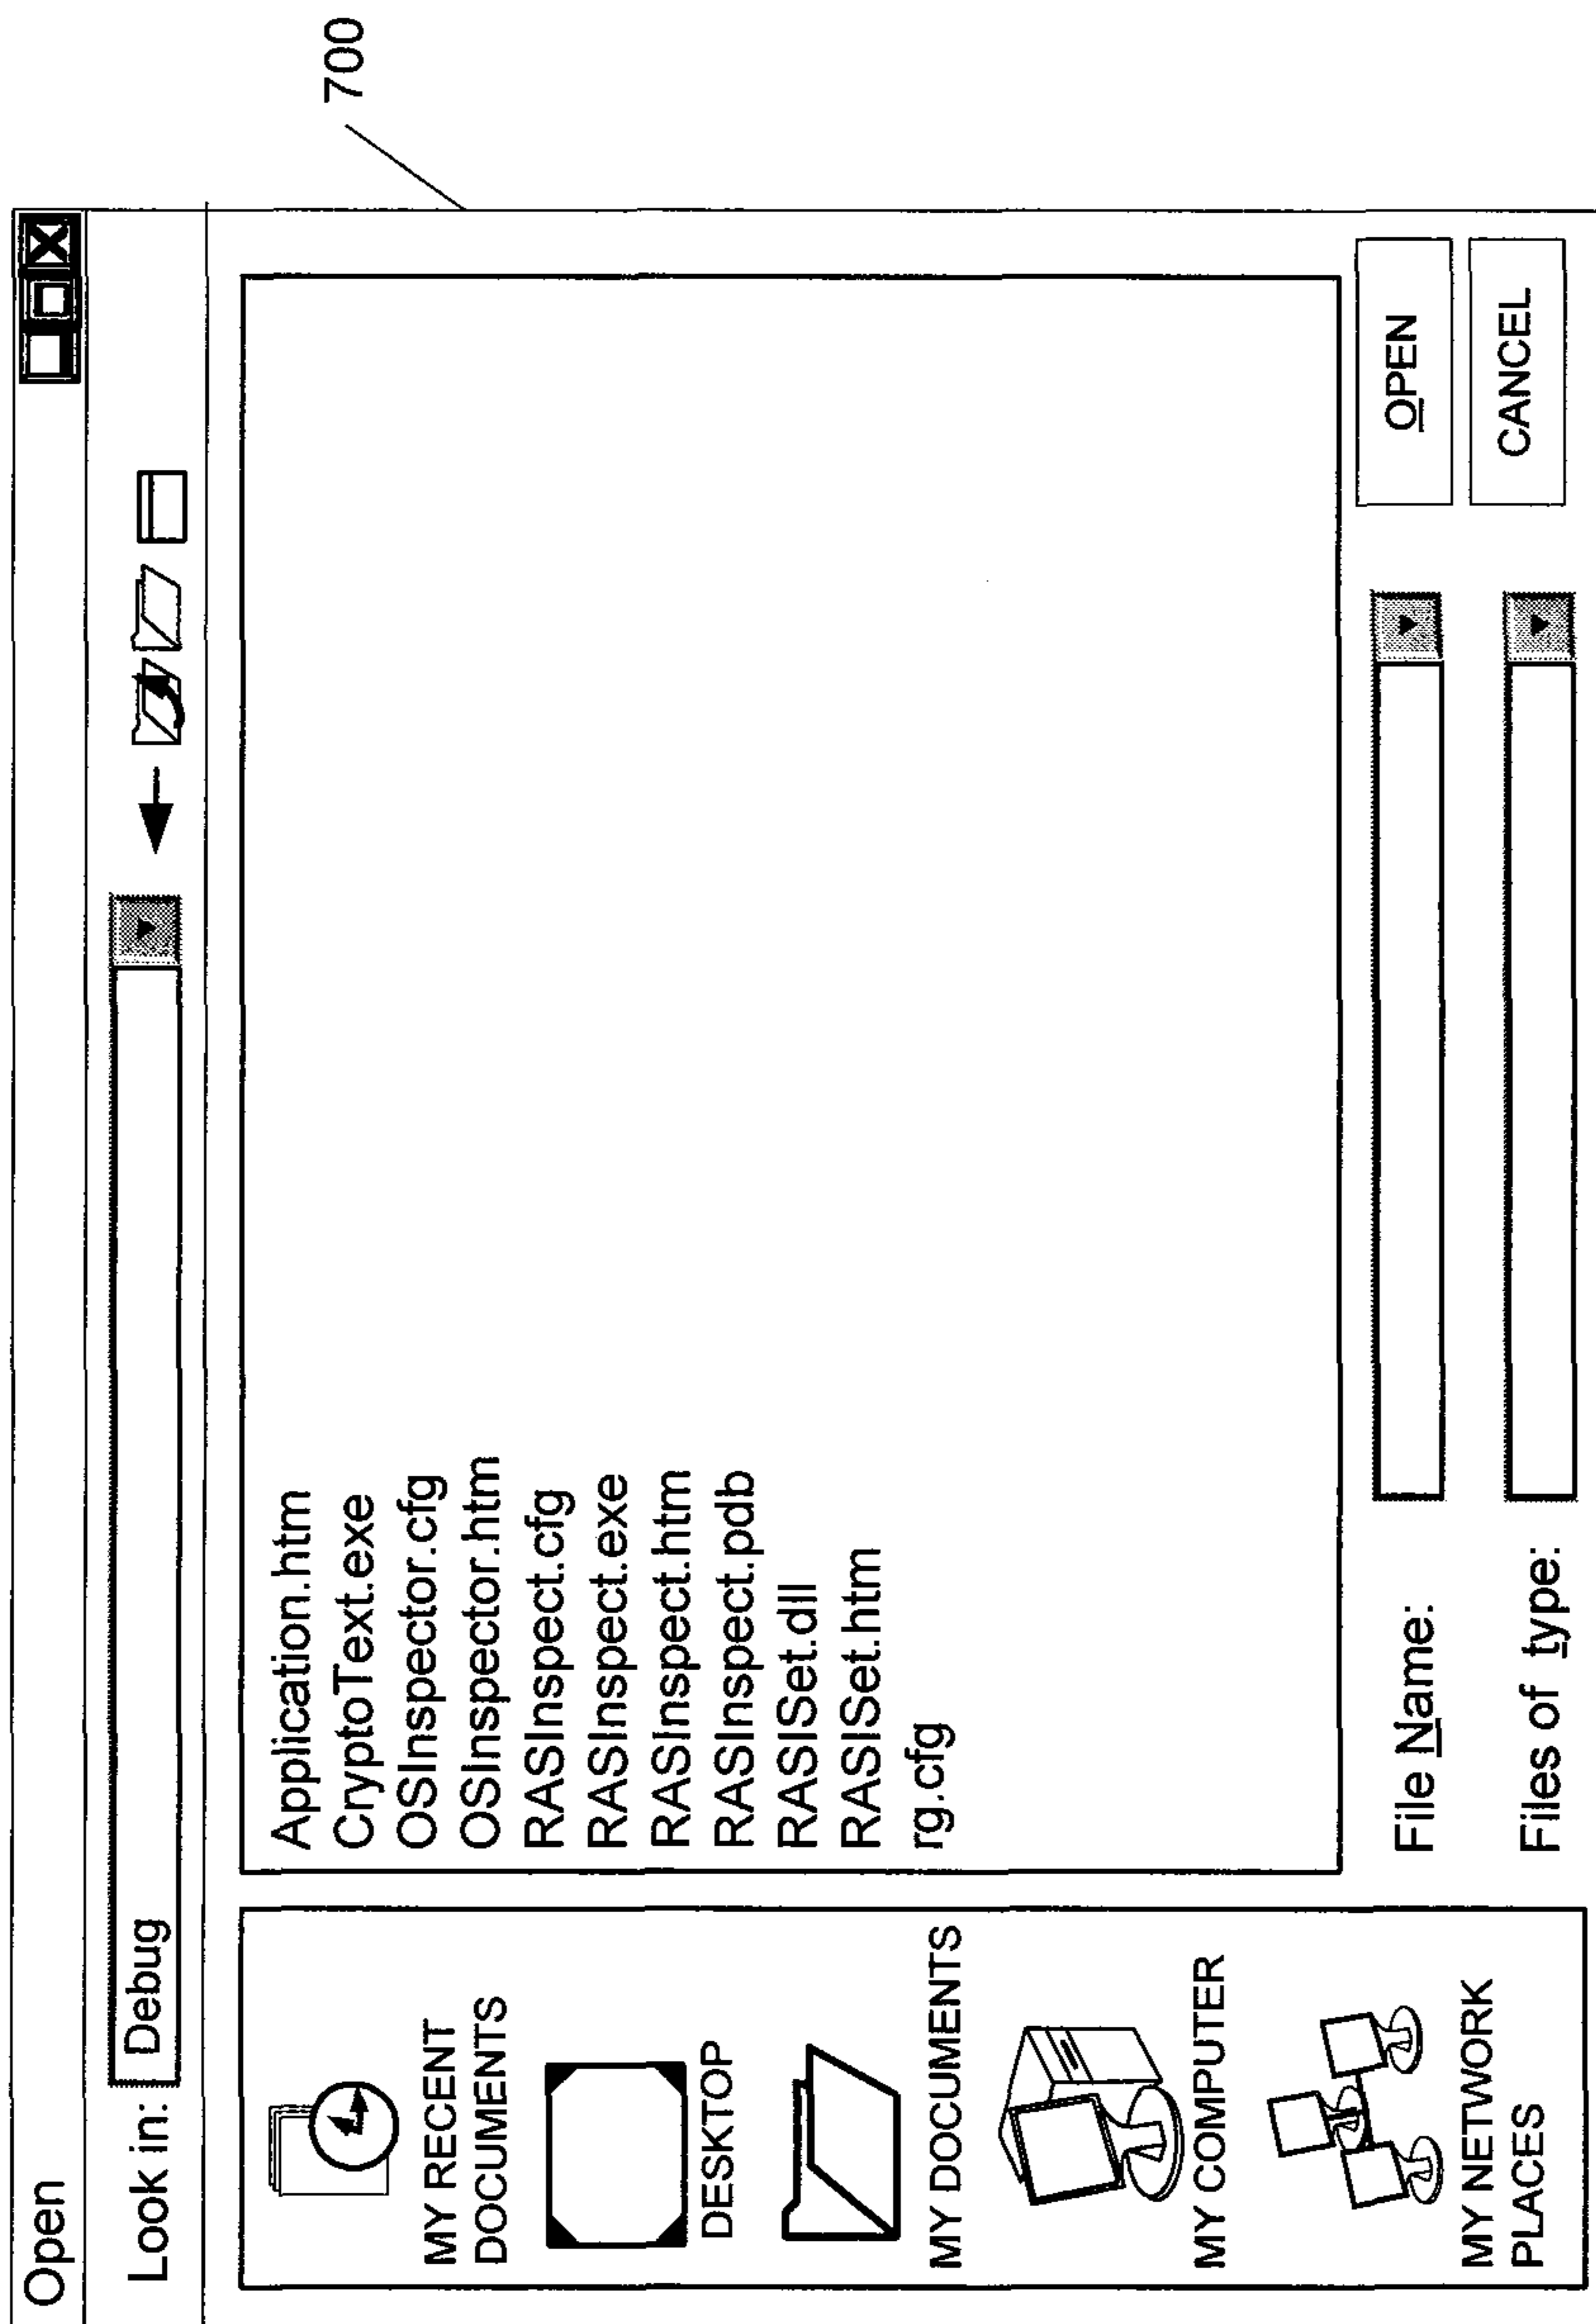 Open
Look in: Debug
700
MY RECENT
DOCUMENTS
DESKTOP
MY DOCUMENTS
MY COMPUTER
MY NETWORK
PLACES
Application.htm
CryptoText.exe
OSInspector.cfg
OSInspector.htm
RASInspect.cfg
RASInspect.exe
RASInspect.htm
RASInspect.pdb
RASISet.dll
RASISet.htm
rg.cfg
File Name:
OPEN
Files of type:
CANCEL